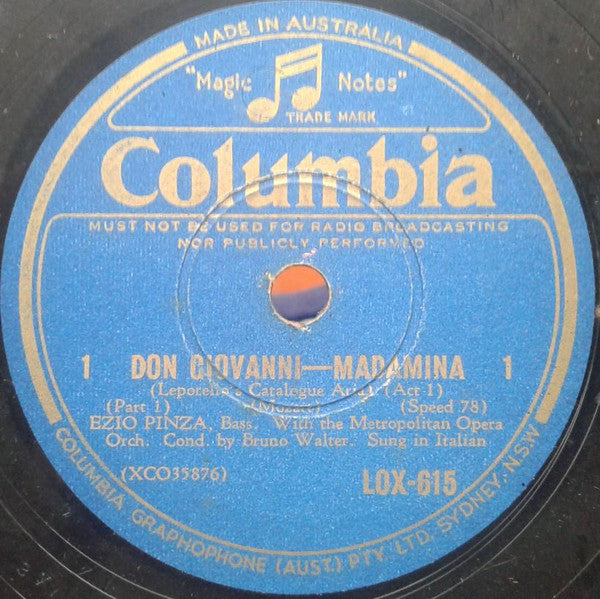 MADE IN AUSTRALIA
"Magic Notes"
TRADE MARK
Columbia
MUST NOT BE USED FOR RADIO BROADCASTING
NOR PUBLICLY PERFORMED
1 DON GIOVANNI—MADAMINA 1
(Leporello's Catalogue Aria) (Act 1)
(Part 1) (Mozart) (Speed 78)
EZIO PINZA, Bass. With the Metropolitan Opera
Orch. Cond. by Bruno Walter. Sung in Italian
(XCO35876) LOX-615
COLUMBIA GRAPHOPHONE (AUST.) PTY. LTD. SYDNEY. N.S.W.